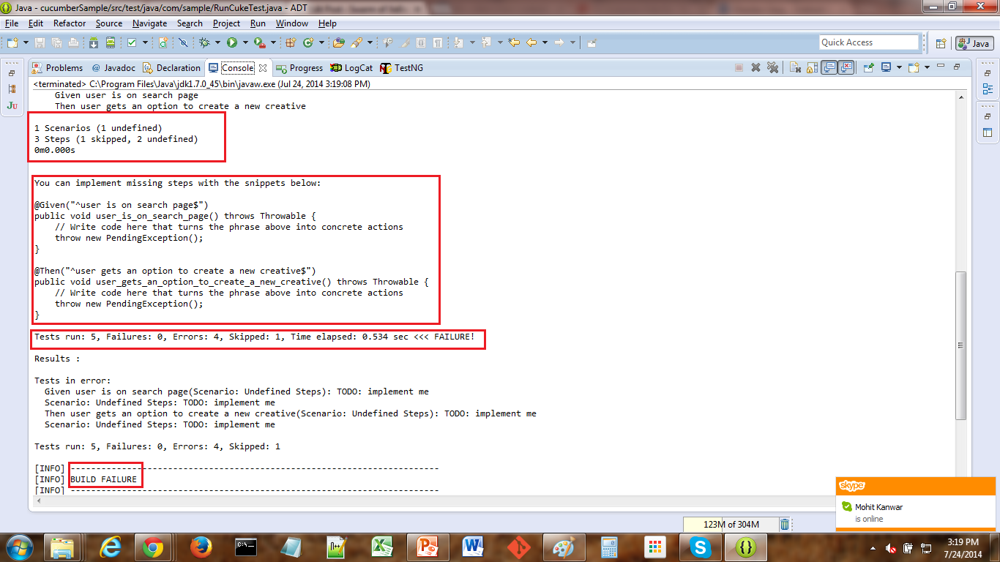 Java - cucumberSample/src/test/java/com/sample/RunCukeTest.java - ADT
File Edit Refactor Source Navigate Search Project Run Window Help
Quick Access
Java
Problems @ Javadoc Declaration Console Progress LogCat TestNG
<terminated> C:\Program Files\Java\jdk1.7.0_45\bin\javaw.exe (Jul 24, 2014 3:19:08 PM)
Given user is on search page
Then user gets an option to create a new creative
1 Scenarios (1 undefined)
3 Steps (1 skipped, 2 undefined)
0m0.000s
You can implement missing steps with the snippets below:
@Given("^user is on search page$")
public void user_is_on_search_page() throws Throwable {
// Write code here that turns the phrase above into concrete actions
throw new PendingException();
}
@Then("^user gets an option to create a new creative$")
public void user_gets_an_option_to_create_a_new_creative() throws Throwable {
// Write code here that turns the phrase above into concrete actions
throw new PendingException();
}
Tests run: 5, Failures: 0, Errors: 4, Skipped: 1, Time elapsed: 0.534 sec <<< FAILURE!
Results :
Tests in error:
Given user is on search page(Scenario: Undefined Steps): TODO: implement me
Scenario: Undefined Steps: TODO: implement me
Then user gets an option to create a new creative(Scenario: Undefined Steps): TODO: implement me
Scenario: Undefined Steps: TODO: implement me
Tests run: 5, Failures: 0, Errors: 4, Skipped: 1
[INFO] ------------------------------------------------------------------------
[INFO] BUILD FAILURE
[INFO] ------------------------------------------------------------------------
skype
Mohit Kanwar
is online
123M of 304M
3:19 PM
7/24/2014